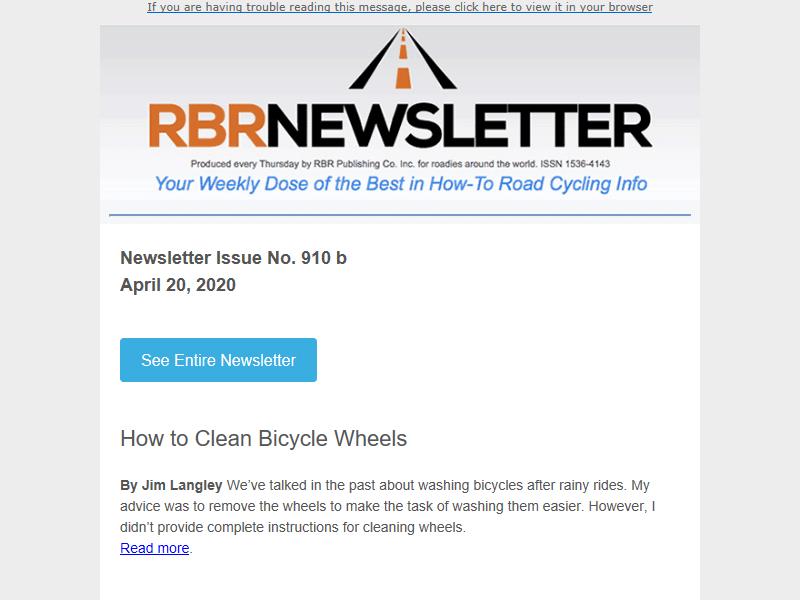 If you are having trouble reading this message, please click here to view it in your browser
RBRNEWSLETTER
Produced every Thursday by RBR Publishing Co. Inc. for roadies around the world. ISSN 1536-4143
Your Weekly Dose of the Best in How-To Road Cycling Info
Newsletter Issue No. 910 b
April 20, 2020
See Entire Newsletter
How to Clean Bicycle Wheels
By Jim Langley We’ve talked in the past about washing bicycles after rainy rides. My
advice was to remove the wheels to make the task of washing them easier. However, I
didn’t provide complete instructions for cleaning wheels.
Read more.